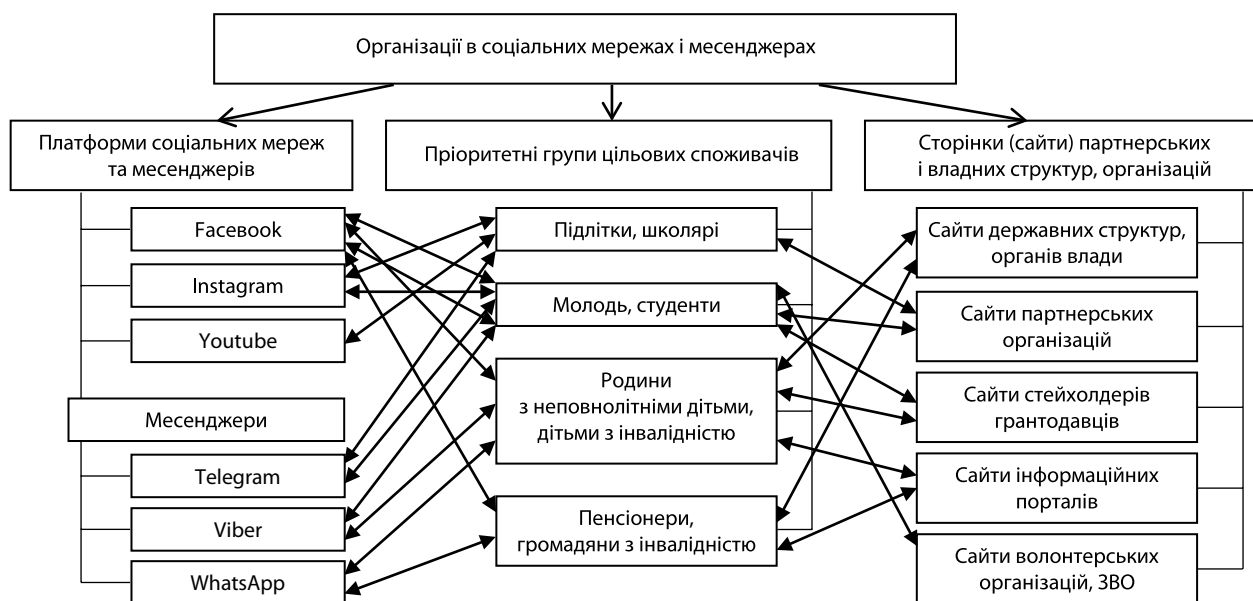 Організації в соціальних мережах і месенджерах
Платформи соціальних мереж
та месенджерів
Facевook
Instagram
Youtube
Месенджери
Telegram
Viber
WhatsApp
Пріоритетні групи цільових споживачів
Підлітки, школярі
Молодь, студенти
Родини
з неповнолітніми дітьми,
дітьми з інвалідністю
Пенсіонери,
громадяни з інвалідністю
Сторінки (сайти) партнерських
і владних структур, організацій
Сайти державних структур,
органів влади
Сайти партнерських
організацій
Сайти стейхолдерів
грантодавців
Сайти інформаційних
порталів
Сайти волонтерських
організацій, ЗВО